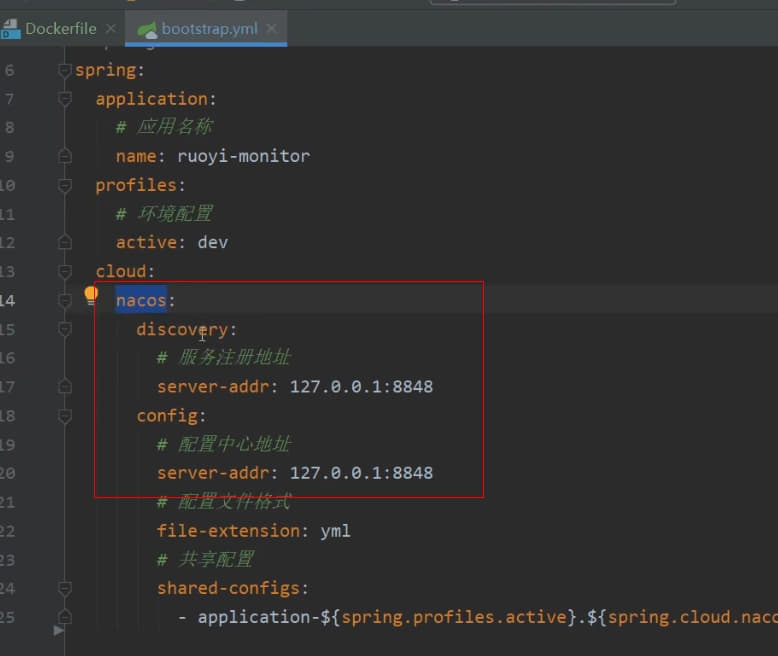 Dockerfile bootstrap.yml
6 spring:
7 application:
8 # 应用名称
9 name: ruoyi-monitor
10 profiles:
11 # 环境配置
12 active: dev
13 cloud:
14 nacos:
15 discovery:
16 # 服务注册地址
17 server-addr: 127.0.0.1:8848
18 config:
19 # 配置中心地址
20 server-addr: 127.0.0.1:8848
21 # 配置文件格式
22 file-extension: yml
23 # 共享配置
24 shared-configs:
25 - application-${spring.profiles.active}.${spring.cloud.naco